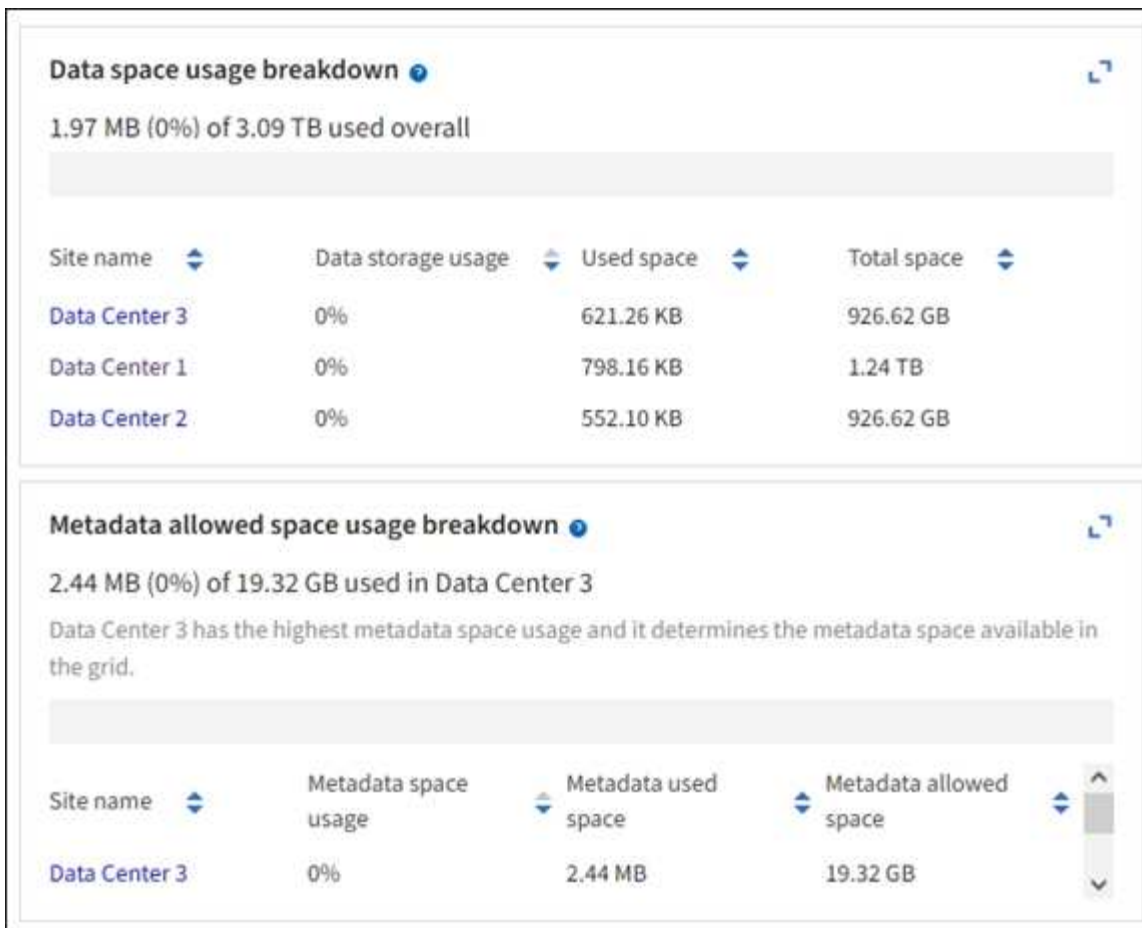 Data space usage breakdown ?
1.97 MB (0%) of 3.09 TB used overall
Site name Data storage usage Used space Total space
Data Center 3 0% 621.26 KB 926.62 GB
Data Center 1 0% 798.16 KB 1.24 TB
Data Center 2 0% 552.10 KB 926.62 GB
Metadata allowed space usage breakdown ?
2.44 MB (0%) of 19.32 GB used in Data Center 3
Data Center 3 has the highest metadata space usage and it determines the metadata space available in
the grid.
Site name Metadata space usage Metadata used space Metadata allowed space
Data Center 3 0% 2.44 MB 19.32 GB